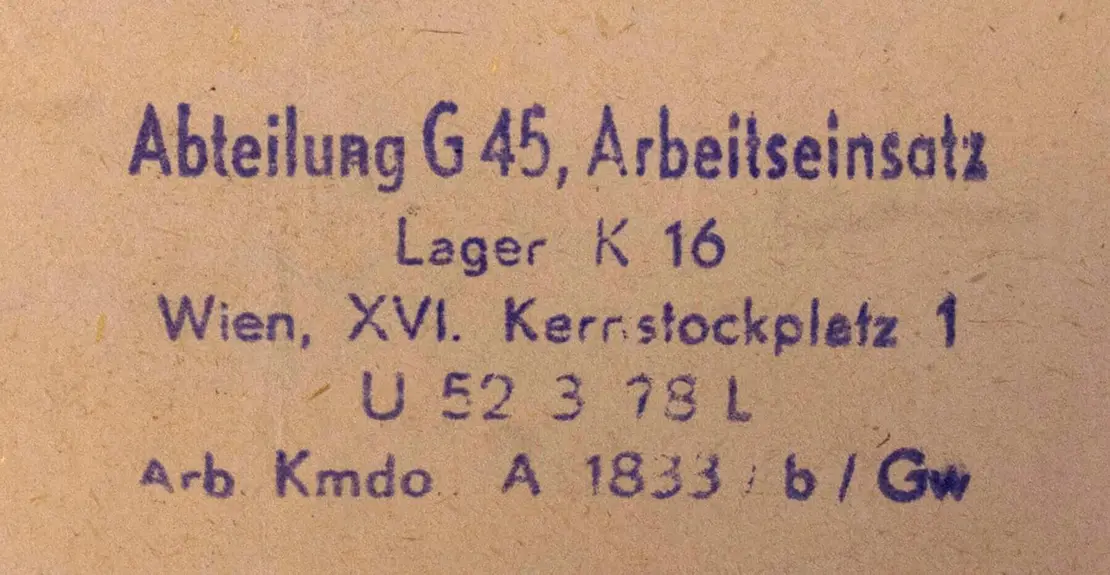 Abteilung G 45, Arbeitseinsatz
Lager K 16
Wien, XVI. Kernstockplatz 1
U 52 3 78 L
Arb. Kmdo. A 1833 / b / Gw